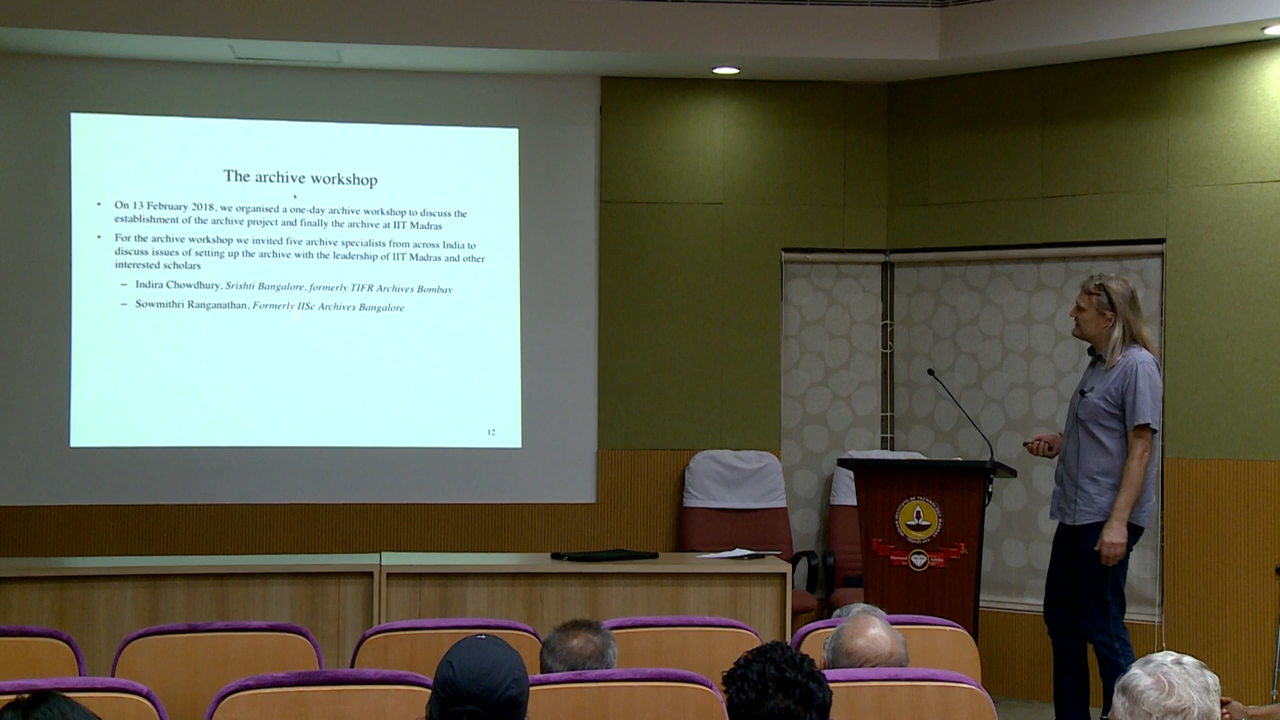 The archive workshop
• On 13 February 2018, we organised a one-day archive workshop to discuss the
establishment of the archive project and finally the archive at IIT Madras
• For the archive workshop we invited five archive specialists from across India to
discuss issues of setting up the archive with the leadership of IIT Madras and other
interested scholars
– Indira Chowdhury, Srishti Bangalore, formerly TIFR Archives Bombay
– Sowmithri Ranganathan, Formerly IISc Archives Bangalore
12